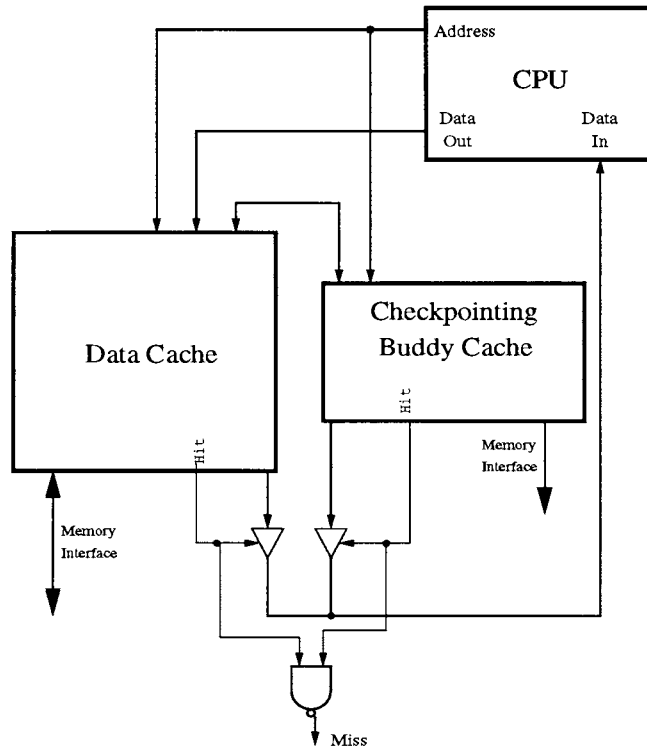 Address
CPU
Data
Out
Data
In
Checkpointing
Buddy Cache
Data Cache
Hit
Hit
Memory
Interface
Memory
Interface
Miss